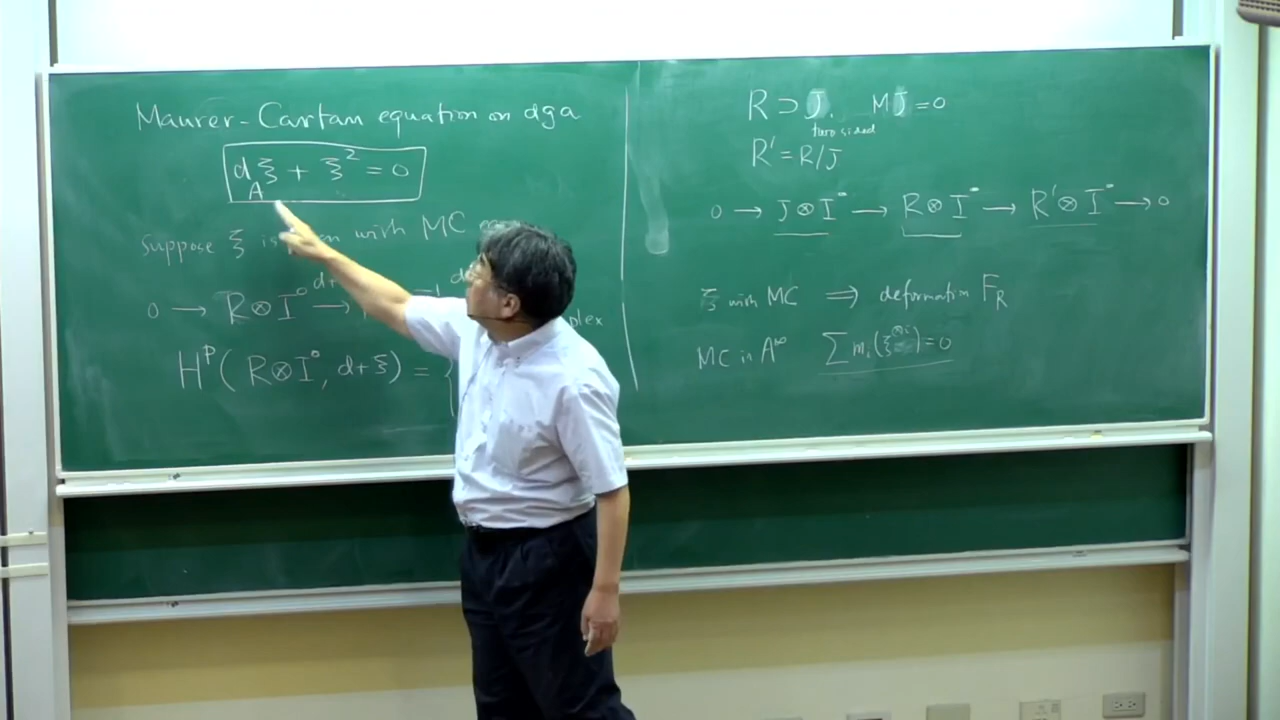 Maurer-Cartan equation on dga
d_A ξ + ξ² = 0
Suppose ξ is with MC
0 → R⊗I° d+ →
H^p( R⊗I°, d+ξ) = {
R ⊃ J. MJ = 0
two sided
R' = R/J
0 → J⊗I° → R⊗I° → R'⊗I° → 0
ξ with MC ⇒ deformation F_R
MC in A^∞ Σ m_i(ξ^{⊗i}) = 0